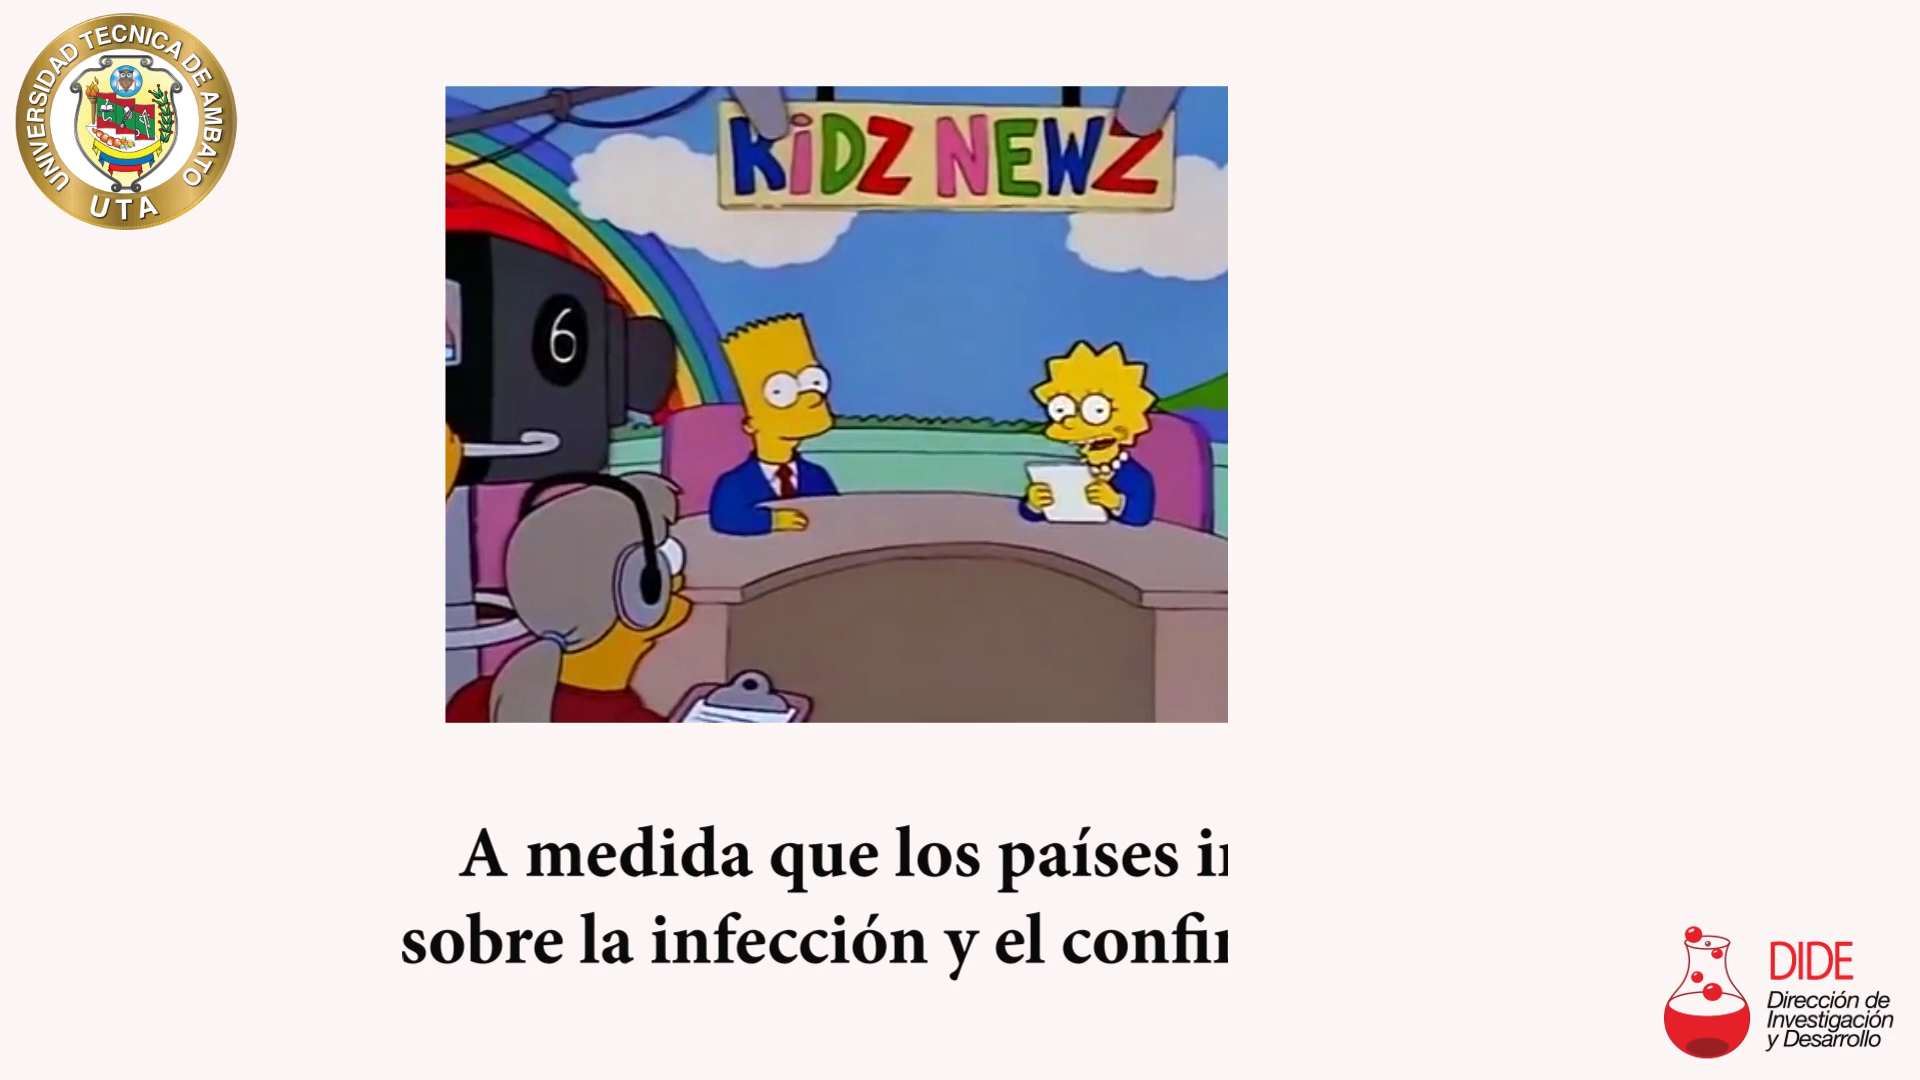 UNIVERSIDAD TECNICA DE AMBATO
UTA
KiDZ NEWZ
6
A medida que los países
sobre la infección y el
DIDE
Dirección de
Investigación
y Desarrollo